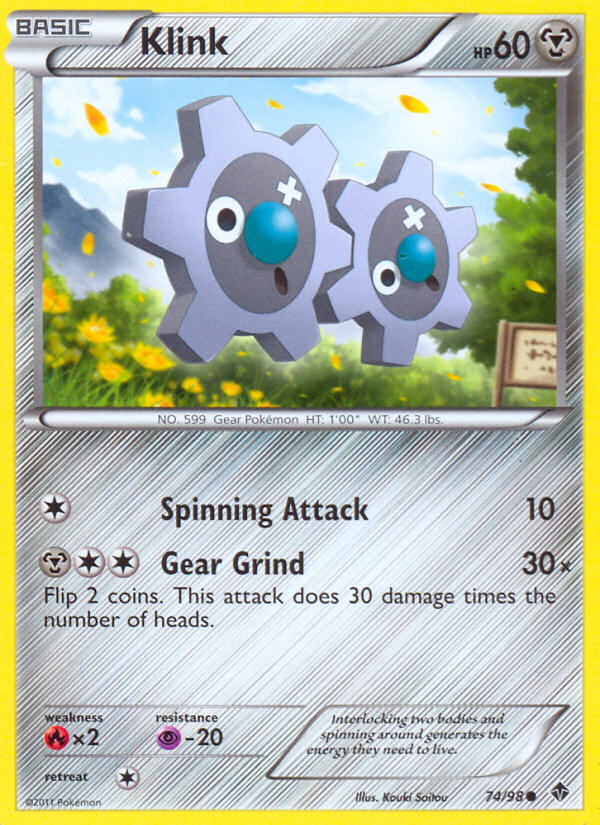 BASIC
Klink
HP60
NO. 599 Gear Pokémon HT: 1'00" WT: 46.3 lbs.
Spinning Attack 10
Gear Grind 30×
Flip 2 coins. This attack does 30 damage times the
number of heads.
weakness resistance
×2 -20
Interlocking two bodies and
spinning around generates the
energy they need to live.
retreat
©2011 Pokémon
Illus. Kouki Saitou 74/98